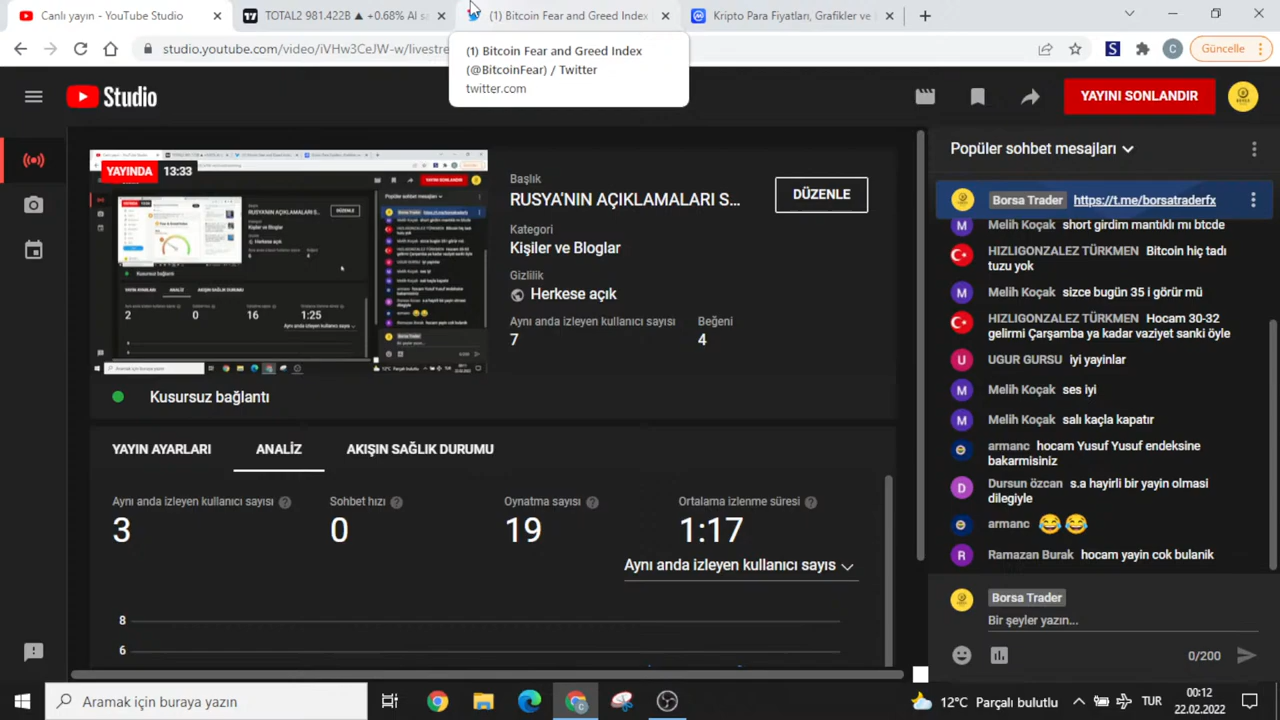 Canlı yayın - YouTube Studio
TOTAL2 981.422B ▲ +0.68% Al sa
(1) Bitcoin Fear and Greed Index
Kripto Para Fiyatları, Grafikler ve
studio.youtube.com/video/iVHw3CeJW-w/livestre
Güncelle
(1) Bitcoin Fear and Greed Index
(@BitcoinFear) / Twitter
twitter.com
Studio
YAYINI SONLANDIR
YAYINDA 13:33
Başlık
RUSYA'NIN AÇIKLAMALARI S...
DÜZENLE
Kategori
Kişiler ve Bloglar
Gizlilik
Herkese açık
Aynı anda izleyen kullanıcı sayısı
Beğeni
7
4
Kusursuz bağlantı
YAYIN AYARLARI
ANALİZ
AKIŞIN SAĞLIK DURUMU
Aynı anda izleyen kullanıcı sayısı
Sohbet hızı
Oynatma sayısı
Ortalama izlenme süresi
3
0
19
1:17
Aynı anda izleyen kullanıcı sayıs
8
6
Popüler sohbet mesajları
Borsa Trader https://t.me/borsatraderfx
Melih Koçak short denemek mantıklı mı btcde
HIZLIGONZALEZ TÜRKMEN Bitcoin hiç tadı
tuzu yok
Melih Koçak sizce bugün 35 i görür mü
HIZLIGONZALEZ TÜRKMEN Hocam 30-32
gelirmi Çarşamba ya kadar vaziyet sanki öyle
UGUR GURSU iyi yayinlar
Melih Koçak ses iyi
Melih Koçak salı kaçla kapatır
armanc hocam Yusuf Yusuf endeksine
bakarmisiniz
Dursun özcan s.a hayirli bir yayin olmasi
dilegiyle
armanc 😂😂
Ramazan Burak hocam yayin cok bulanik
Borsa Trader
Bir şeyler yazın...
0/200
Aramak için buraya yazın
12°C Parçalı bulutlu
TUR
00:12
22.02.2022